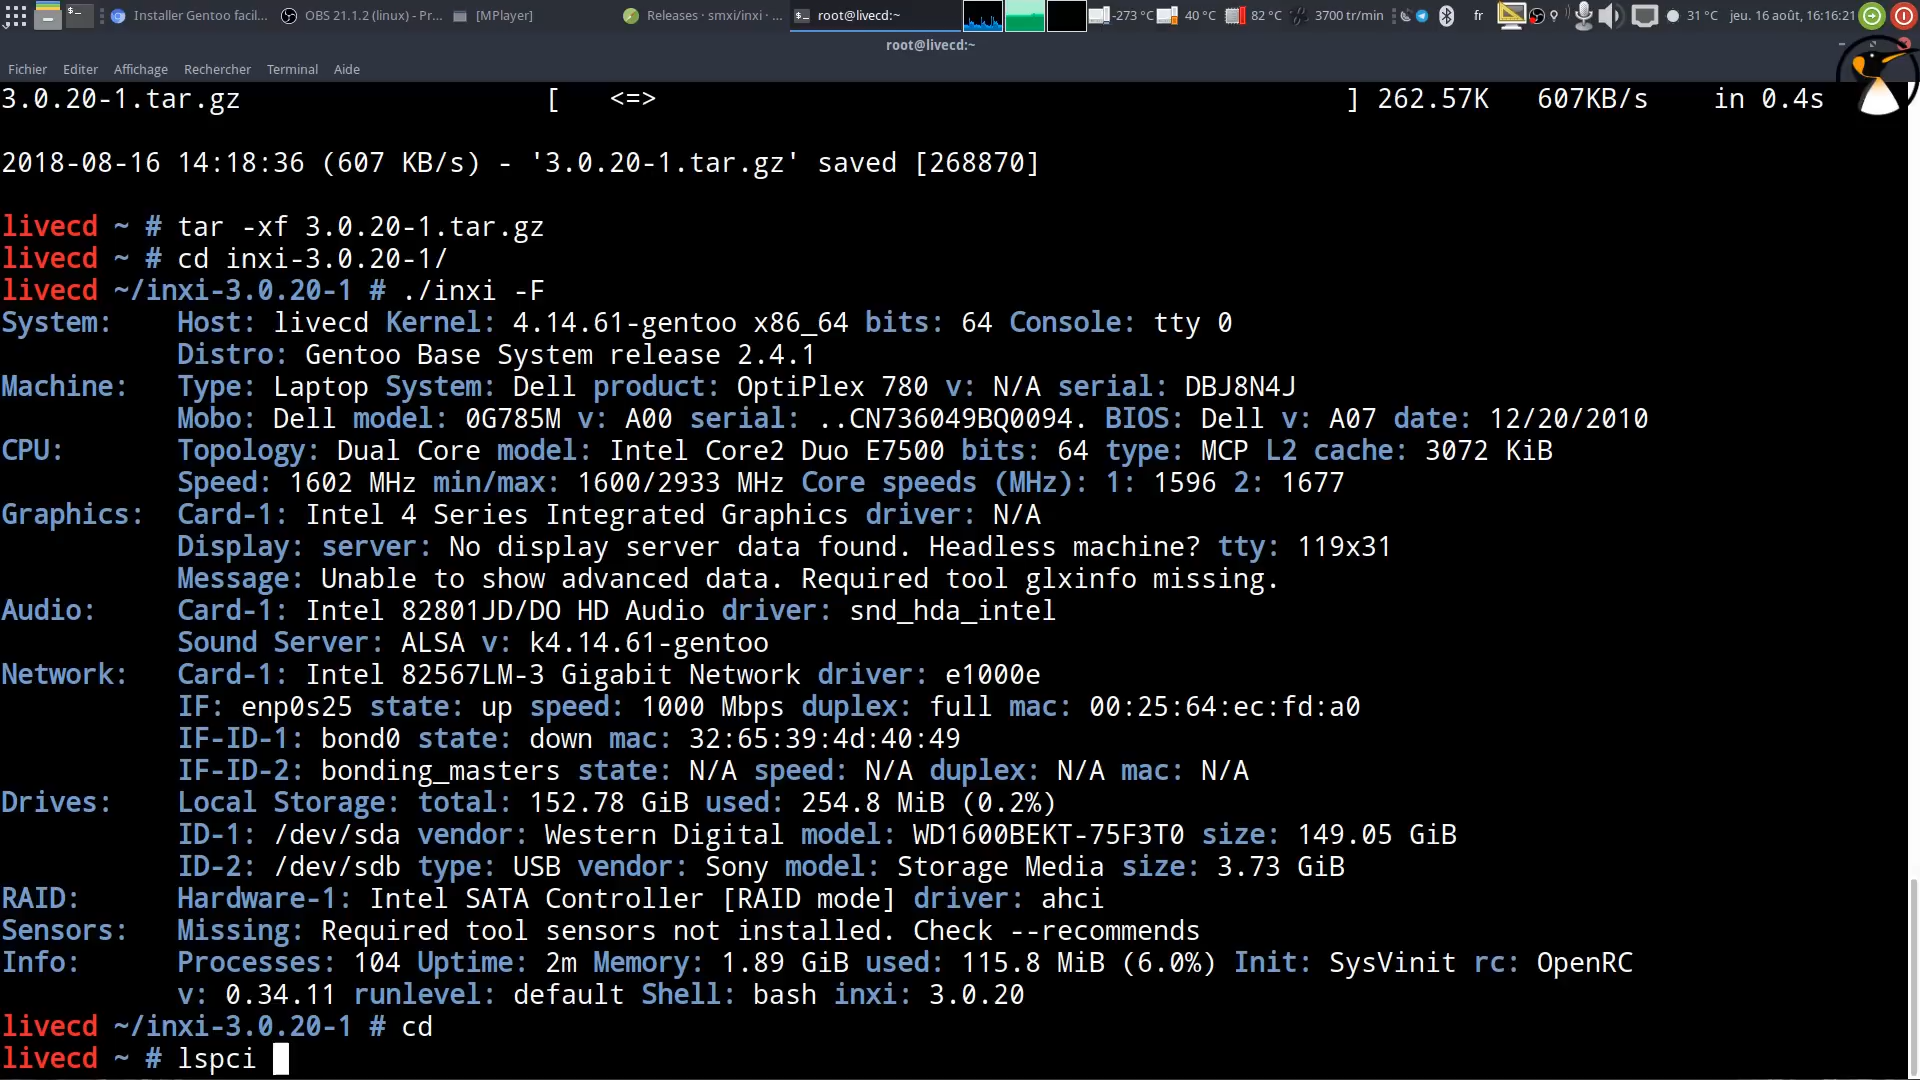 Installer Gentoo facil... OBS 21.1.2 (linux) - Pr... [MPlayer] Releases · smxi/inxi · ... root@livecd:~ -273 °C 40 °C 82 °C 3700 tr/min fr 31 °C jeu. 16 août, 16:16:21
root@livecd:~
Fichier Editer Affichage Rechercher Terminal Aide
3.0.20-1.tar.gz [ <=> ] 262.57K 607KB/s in 0.4s
2018-08-16 14:18:36 (607 KB/s) - '3.0.20-1.tar.gz' saved [268870]
livecd ~ # tar -xf 3.0.20-1.tar.gz
livecd ~ # cd inxi-3.0.20-1/
livecd ~/inxi-3.0.20-1 # ./inxi -F
System: Host: livecd Kernel: 4.14.61-gentoo x86_64 bits: 64 Console: tty 0
Distro: Gentoo Base System release 2.4.1
Machine: Type: Laptop System: Dell product: OptiPlex 780 v: N/A serial: DBJ8N4J
Mobo: Dell model: 0G785M v: A00 serial: ..CN736049BQ0094. BIOS: Dell v: A07 date: 12/20/2010
CPU: Topology: Dual Core model: Intel Core2 Duo E7500 bits: 64 type: MCP L2 cache: 3072 KiB
Speed: 1602 MHz min/max: 1600/2933 MHz Core speeds (MHz): 1: 1596 2: 1677
Graphics: Card-1: Intel 4 Series Integrated Graphics driver: N/A
Display: server: No display server data found. Headless machine? tty: 119x31
Message: Unable to show advanced data. Required tool glxinfo missing.
Audio: Card-1: Intel 82801JD/DO HD Audio driver: snd_hda_intel
Sound Server: ALSA v: k4.14.61-gentoo
Network: Card-1: Intel 82567LM-3 Gigabit Network driver: e1000e
IF: enp0s25 state: up speed: 1000 Mbps duplex: full mac: 00:25:64:ec:fd:a0
IF-ID-1: bond0 state: down mac: 32:65:39:4d:40:49
IF-ID-2: bonding_masters state: N/A speed: N/A duplex: N/A mac: N/A
Drives: Local Storage: total: 152.78 GiB used: 254.8 MiB (0.2%)
ID-1: /dev/sda vendor: Western Digital model: WD1600BEKT-75F3T0 size: 149.05 GiB
ID-2: /dev/sdb type: USB vendor: Sony model: Storage Media size: 3.73 GiB
RAID: Hardware-1: Intel SATA Controller [RAID mode] driver: ahci
Sensors: Missing: Required tool sensors not installed. Check --recommends
Info: Processes: 104 Uptime: 2m Memory: 1.89 GiB used: 115.8 MiB (6.0%) Init: SysVinit rc: OpenRC
v: 0.34.11 runlevel: default Shell: bash inxi: 3.0.20
livecd ~/inxi-3.0.20-1 # cd
livecd ~ # lspci